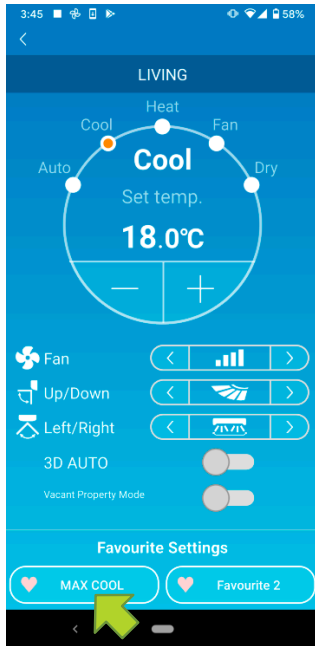 3:45 58%
LIVING
Heat
Cool Fan
Auto Cool Dry
Set temp.
18.0°C
Fan
Up/Down
Left/Right
3D AUTO
Vacant Property Mode
Favourite Settings
MAX COOL Favourite 2